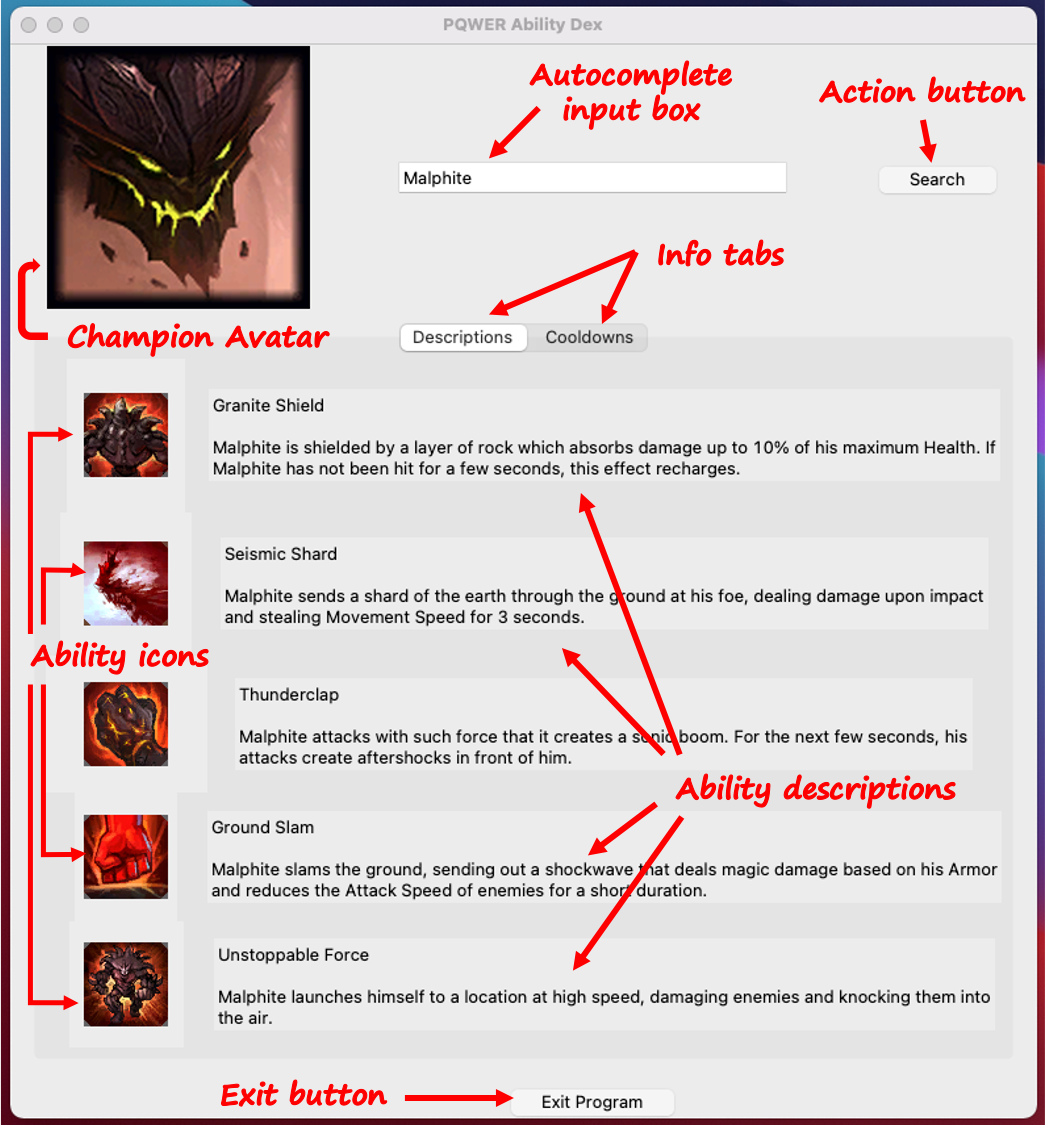 PQWER Ability Dex
Autocomplete
input box
Action button
Malphite
Search
Info tabs
Champion Avatar
Descriptions
Cooldowns
Granite Shield
Malphite is shielded by a layer of rock which absorbs damage up to 10% of his maximum Health. If
Malphite has not been hit for a few seconds, this effect recharges.
Seismic Shard
Malphite sends a shard of the earth through the ground at his foe, dealing damage upon impact
and stealing Movement Speed for 3 seconds.
Ability icons
Thunderclap
Malphite attacks with such force that it creates a sonic boom. For the next few seconds, his
attacks create aftershocks in front of him.
Ability descriptions
Ground Slam
Malphite slams the ground, sending out a shockwave that deals magic damage based on his Armor
and reduces the Attack Speed of enemies for a short duration.
Unstoppable Force
Malphite launches himself to a location at high speed, damaging enemies and knocking them into
the air.
Exit button
Exit Program